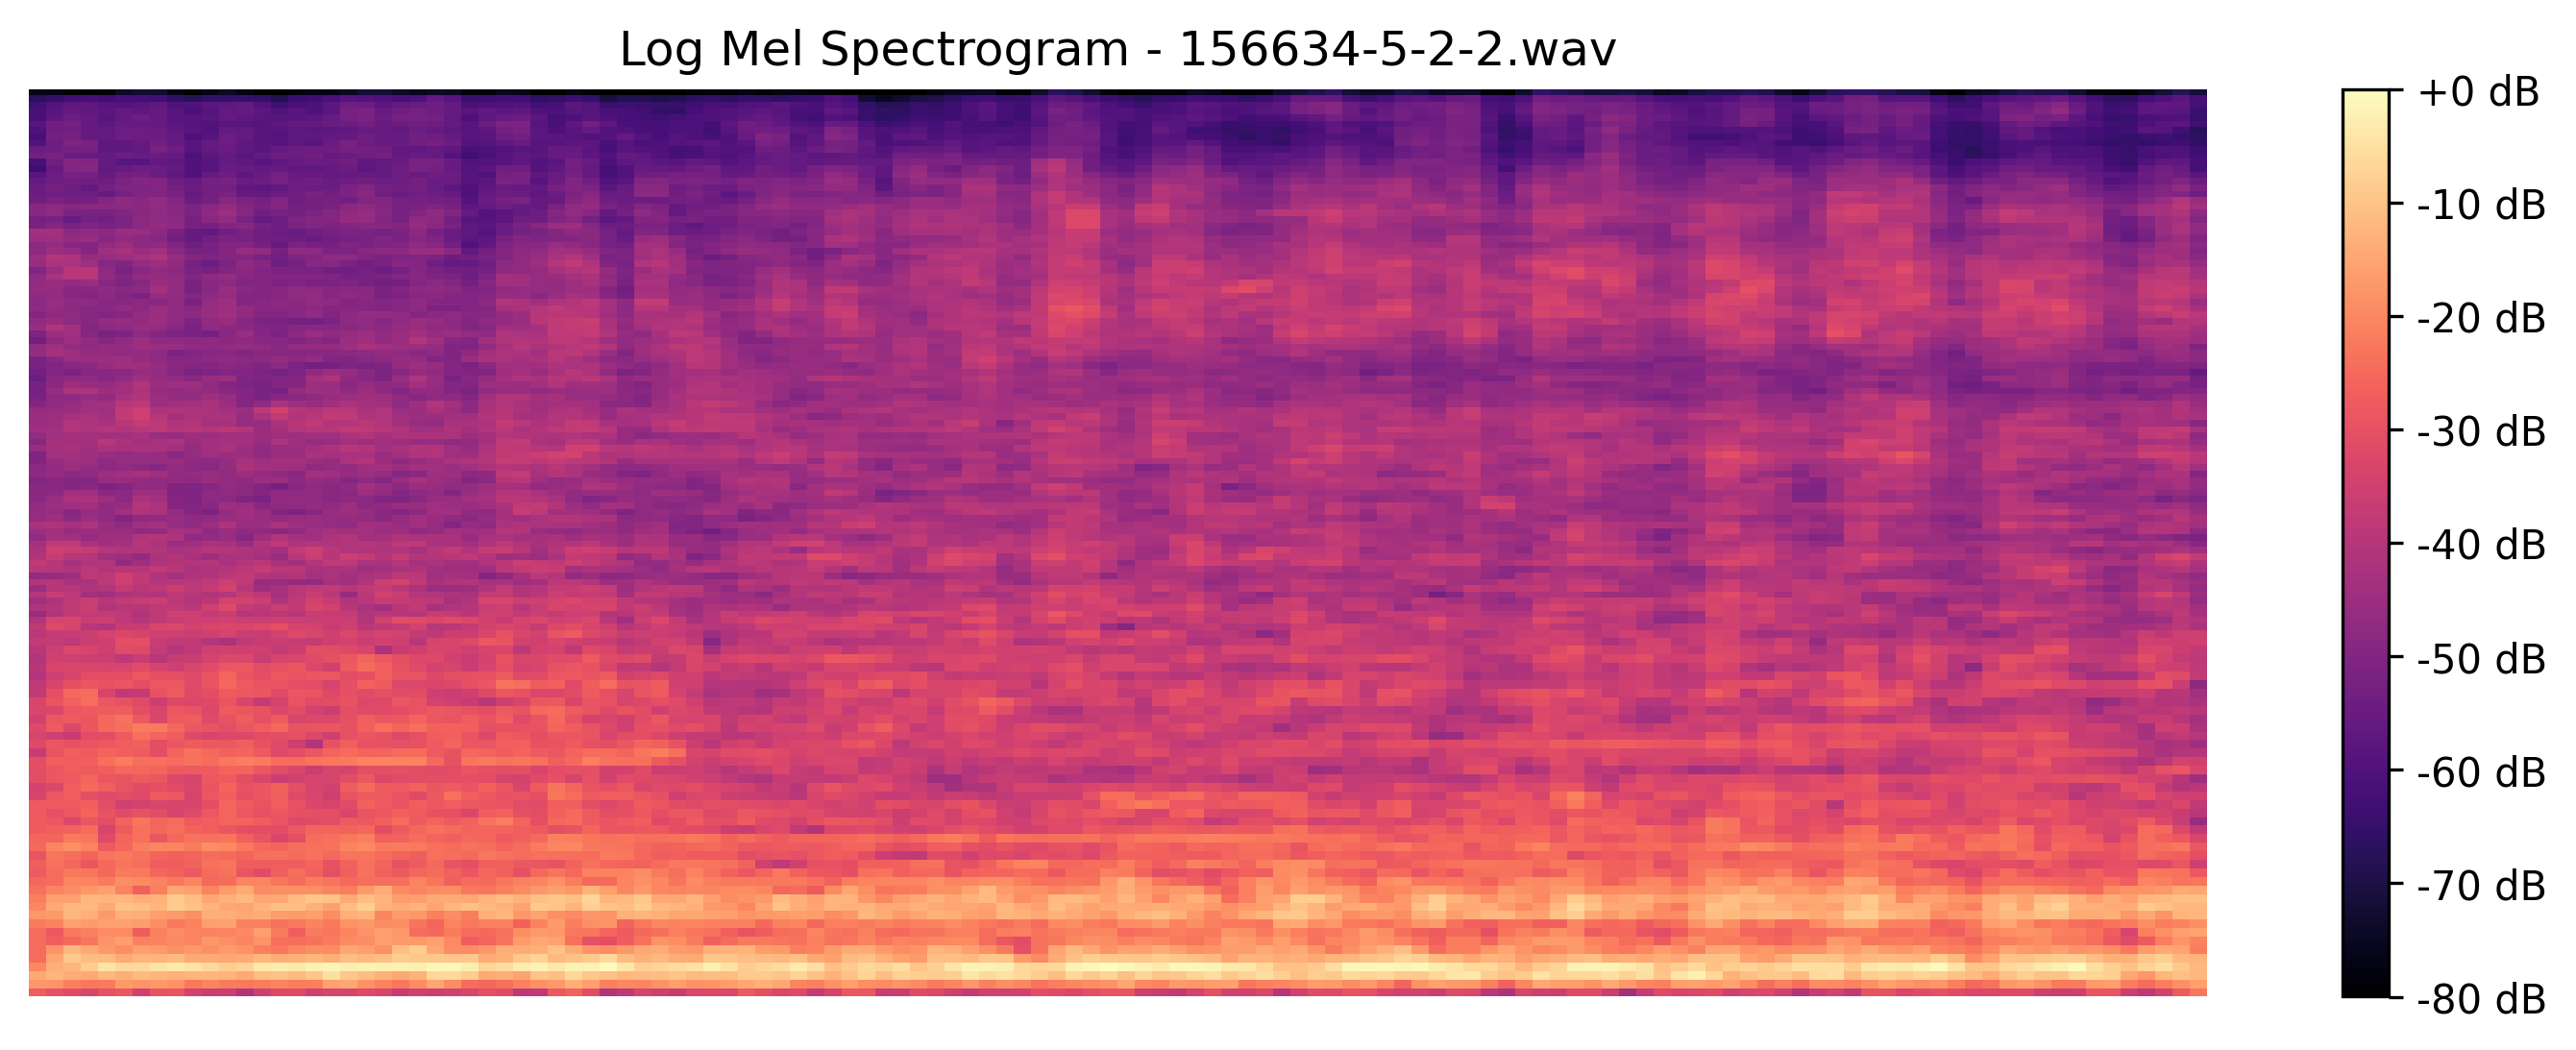 Log Mel Spectrogram - 156634-5-2-2.wav
+0 dB
-10 dB
-20 dB
-30 dB
-40 dB
-50 dB
-60 dB
-70 dB
-80 dB